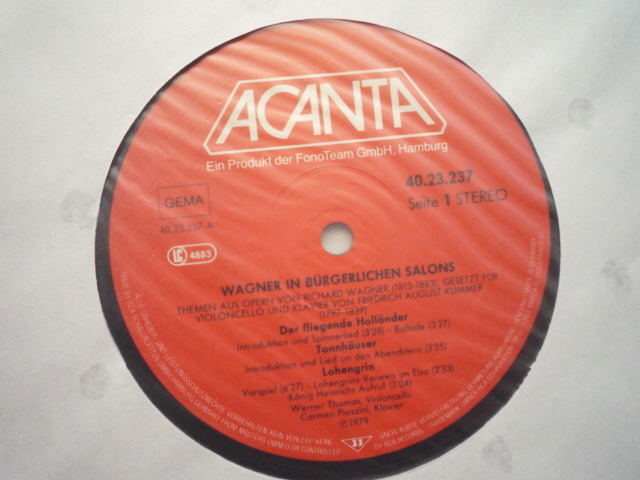 ACANTA
Ein Produkt der FonoTeam GmbH, Hamburg
40.23.237
GEMA
Seite 1 STEREO
40.23.237-A
LC 4883
WAGNER IN BÜRGERLICHEN SALONS
THEMEN AUS OPERN VON RICHARD WAGNER (1813-1883), GESETZT FÜR
VIOLONCELLO UND KLAVIER VON FRIEDRICH AUGUST KUMMER
Der fliegende Holländer
Introduktion und Spinnerlied (3'28) - Ballade (3'27)
Tannhäuser
Introduktion und Lied an den Abendstern (3'55)
Lohengrin
Vorspiel (6'27) - Lohengrins Verweis an Elsa (2'33)
König Heinrichs Aufruf (3'04)
Werner Thomas, Violoncello
Carmen Piazzini, Klavier
℗1979
33